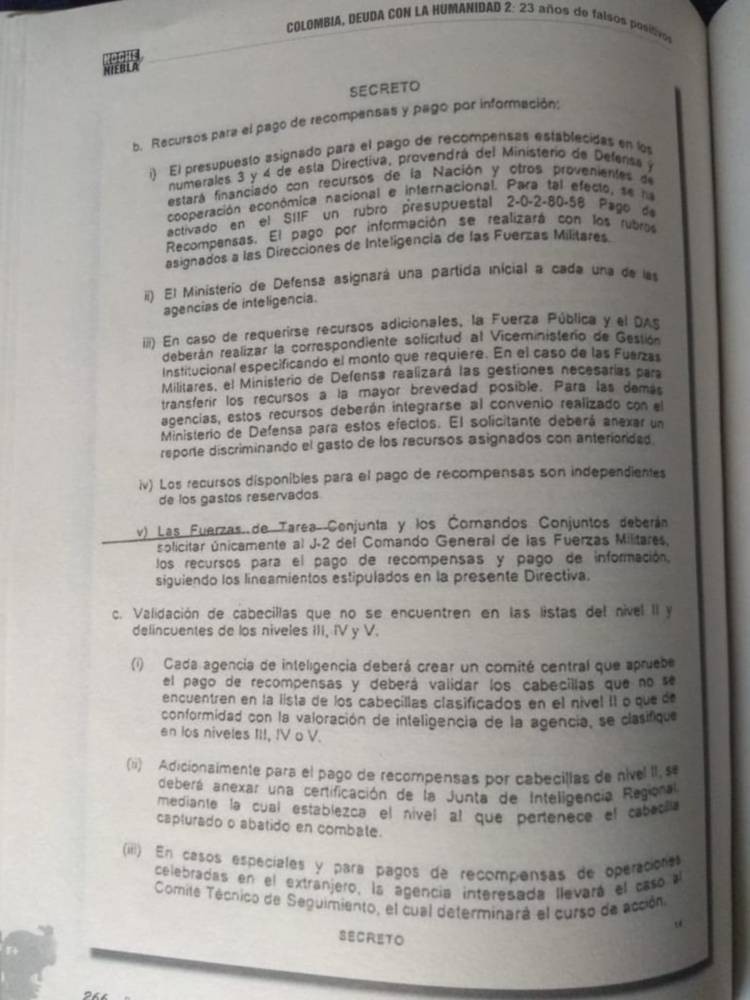 COLOMBIA, DEUDA CON LA HUMANIDAD 2: 23 años de falsos positivos
NOCHE
NIEBLA
SECRETO
b. Recursos para el pago de recompensas y pago por información:
i) El presupuesto asignado para el pago de recompensas establecidas en los
numerales 3 y 4 de esta Directiva, provendrá del Ministerio de Defensa y
estará financiado con recursos de la Nación y otros provenientes de
cooperación económica nacional e internacional. Para tal efecto, se ha
activado en el SIIF un rubro presupuestal 2-0-2-80-58 Pago de
Recompensas. El pago por información se realizará con los rubros
asignados a las Direcciones de Inteligencia de las Fuerzas Militares.
ii) El Ministerio de Defensa asignará una partida inicial a cada una de las
agencias de inteligencia.
iii) En caso de requerirse recursos adicionales, la Fuerza Pública y el DAS
deberán realizar la correspondiente solicitud al Viceministerio de Gestión
Institucional especificando el monto que requiere. En el caso de las Fuerzas
Militares, el Ministerio de Defensa realizará las gestiones necesarias para
transferir los recursos a la mayor brevedad posible. Para las demás
agencias, estos recursos deberán integrarse al convenio realizado con el
Ministerio de Defensa para estos efectos. El solicitante deberá anexar un
reporte discriminando el gasto de los recursos asignados con anterioridad.
iv) Los recursos disponibles para el pago de recompensas son independientes
de los gastos reservados.
v) Las Fuerzas de Tarea Conjunta y los Comandos Conjuntos deberán
solicitar únicamente al J-2 del Comando General de las Fuerzas Militares,
los recursos para el pago de recompensas y pago de información,
siguiendo los lineamientos estipulados en la presente Directiva.
c. Validación de cabecillas que no se encuentren en las listas del nivel II y
delincuentes de los niveles III, IV y V.
(i) Cada agencia de inteligencia deberá crear un comité central que apruebe
el pago de recompensas y deberá validar los cabecillas que no se
encuentren en la lista de los cabecillas clasificados en el nivel II o que de
conformidad con la valoración de inteligencia de la agencia, se clasifique
en los niveles III, IV o V.
(ii) Adicionalmente para el pago de recompensas por cabecillas de nivel II, se
deberá anexar una certificación de la Junta de Inteligencia Regional,
mediante la cual establezca el nivel al que pertenece el cabecilla
capturado o abatido en combate.
(iii) En casos especiales y para pagos de recompensas de operaciones
celebradas en el extranjero, la agencia interesada llevará el caso al
Comité Técnico de Seguimiento, el cual determinará el curso de acción.
SECRETO
266